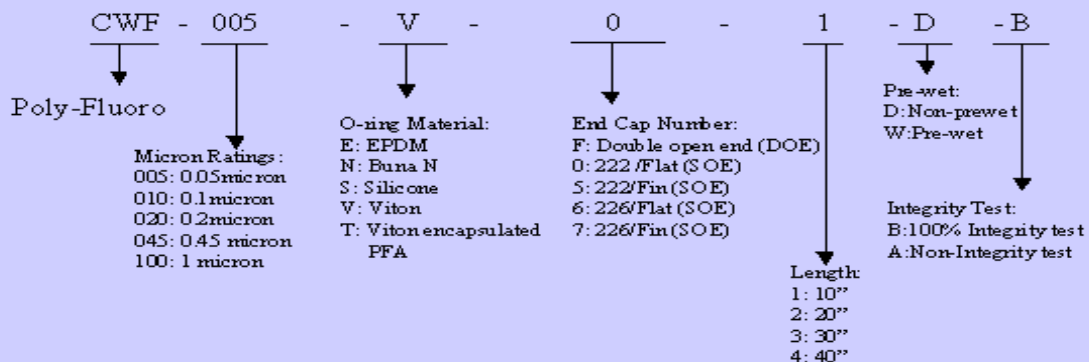 CWF - 005 - V - 0 - 1 - D - B
Poly-Fluoro
Micron Ratings:
005: 0.05micron
010: 0.1micron
020: 0.2micron
045: 0.45 micron
100: 1 micron
O-ring Material:
E: EPDM
N: Buna N
S: Silicone
V: Viton
T: Viton encapsulated
PFA
End Cap Number:
F: Double open end (DOE)
0: 222 /Flat (SOE)
5: 222/Fin (SOE)
6: 226/Flat (SOE)
7: 226/Fin (SOE)
Length:
1: 10”
2: 20”
3: 30”
4: 40”
Pre-wet:
D:Non-prewet
W:Pre-wet
Integrity Test:
B:100% Integrity test
A:Non-Integrity test